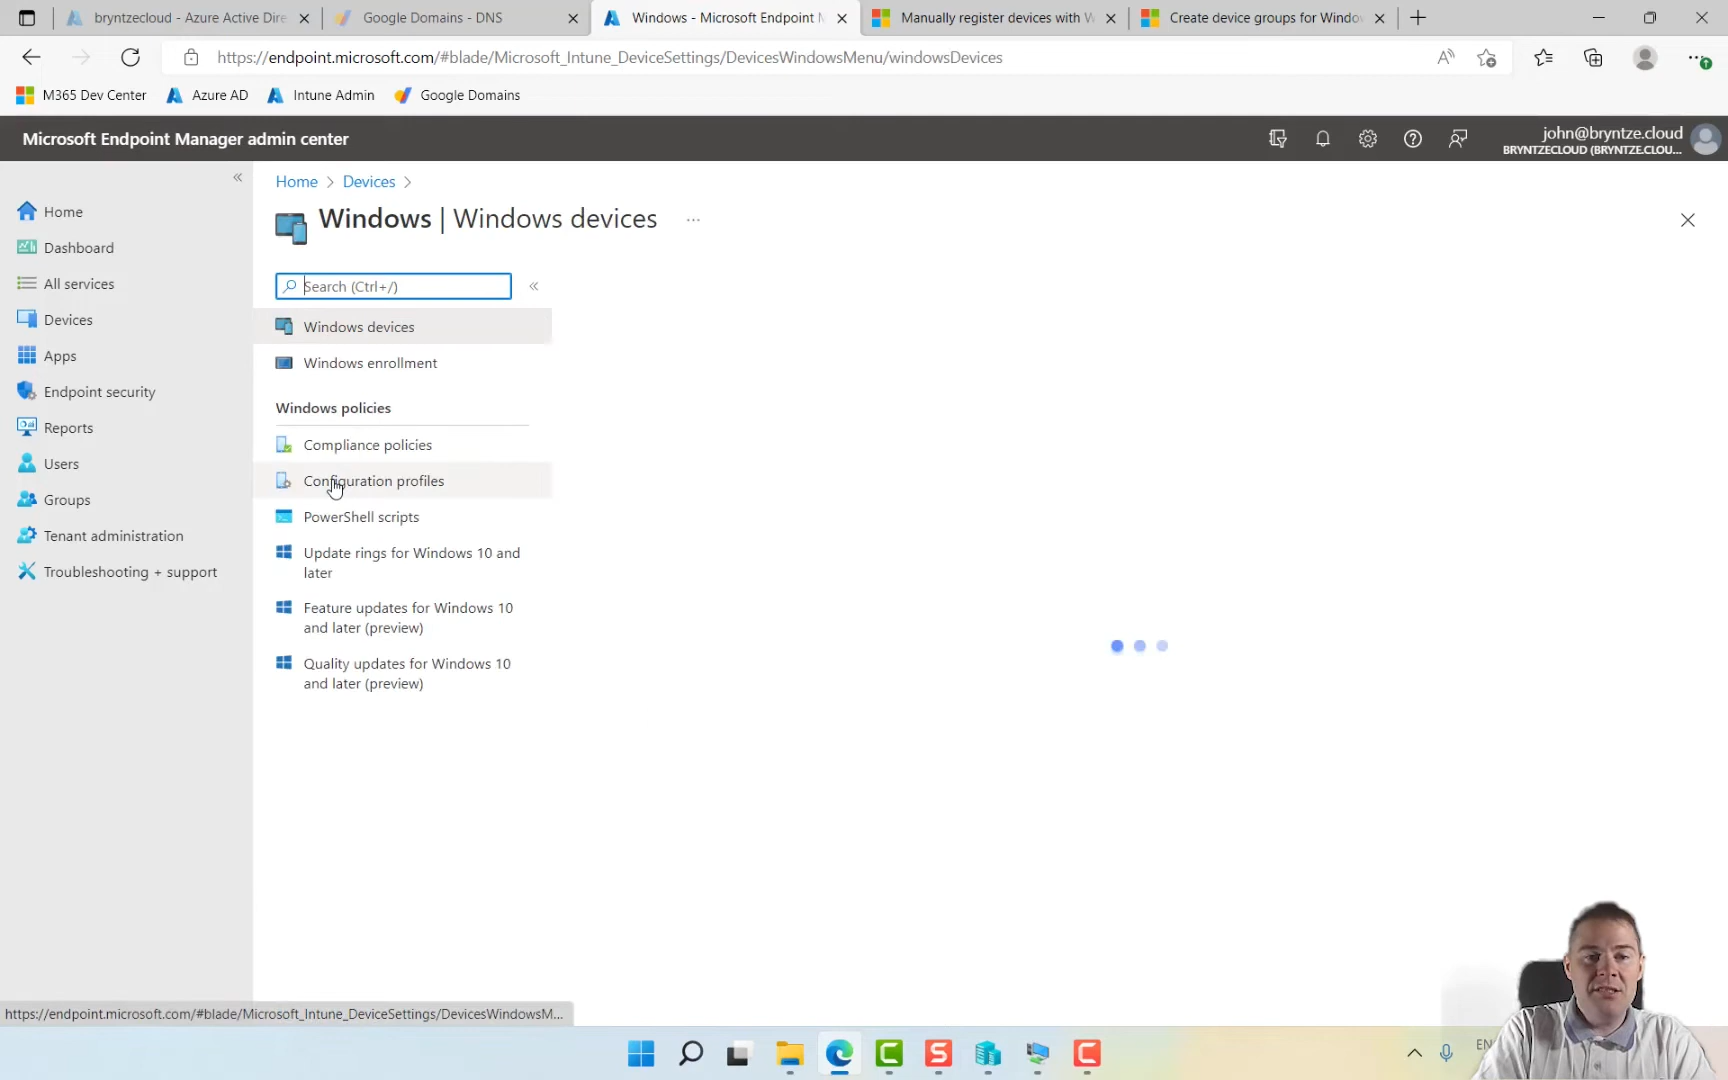 bryntzecloud - Azure Active Dire
Google Domains - DNS
Windows - Microsoft Endpoint M
Manually register devices with W
Create device groups for Windo
https://endpoint.microsoft.com/#blade/Microsoft_Intune_DeviceSettings/DevicesWindowsMenu/windowsDevices
M365 Dev Center
Azure AD
Intune Admin
Google Domains
Microsoft Endpoint Manager admin center
john@bryntze.cloud
BRYNTZECLOUD (BRYNTZE.CLOU...
Home > Devices >
Windows | Windows devices ...
Search (Ctrl+/)
Home
Dashboard
All services
Devices
Apps
Endpoint security
Reports
Users
Groups
Tenant administration
Troubleshooting + support
Windows devices
Windows enrollment
Windows policies
Compliance policies
Configuration profiles
PowerShell scripts
Update rings for Windows 10 and
later
Feature updates for Windows 10
and later (preview)
Quality updates for Windows 10
and later (preview)
https://endpoint.microsoft.com/#blade/Microsoft_Intune_DeviceSettings/DevicesWindowsM...
EN